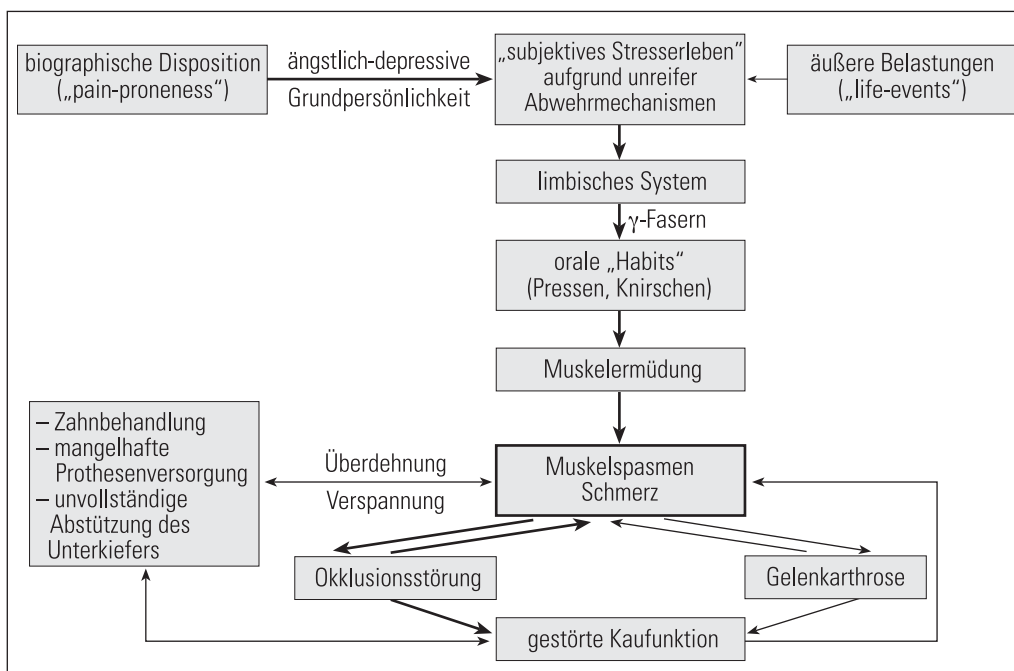 biographische Disposition
(„pain-proneness“)
ängstlich-depressive
Grundpersönlichkeit
„subjektives Stresserleben“
aufgrund unreifer
Abwehrmechanismen
äußere Belastungen
(„life-events“)
limbisches System
γ-Fasern
orale „Habits“
(Pressen, Knirschen)
Muskelermüdung
– Zahnbehandlung
– mangelhafte
Prothesenversorgung
– unvollständige
Abstützung des
Unterkiefers
Überdehnung
Verspannung
Muskelspasmen
Schmerz
Okklusionsstörung
Gelenkarthrose
gestörte Kaufunktion